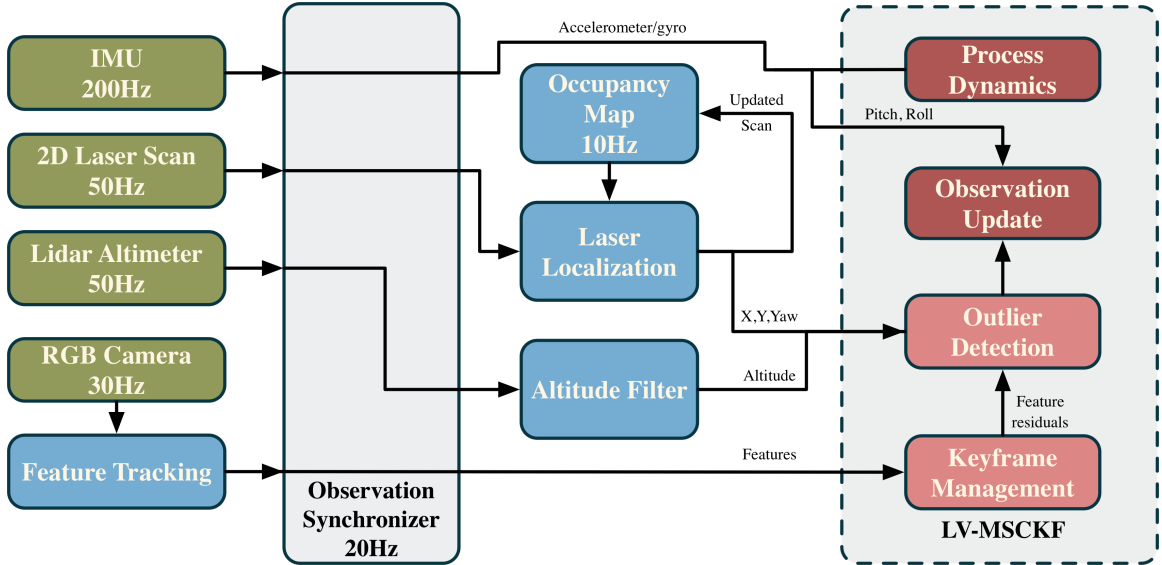 IMU
200Hz
2D Laser Scan
50Hz
Lidar Altimeter
50Hz
RGB Camera
30Hz
Feature Tracking
Observation
Synchronizer
20Hz
Accelerometer/gyro
Occupancy
Map
10Hz
Updated
Scan
Laser
Localization
X,Y,Yaw
Altitude Filter
Altitude
Features
Process
Dynamics
Pitch, Roll
Observation
Update
Outlier
Detection
Feature
residuals
Keyframe
Management
LV-MSCKF